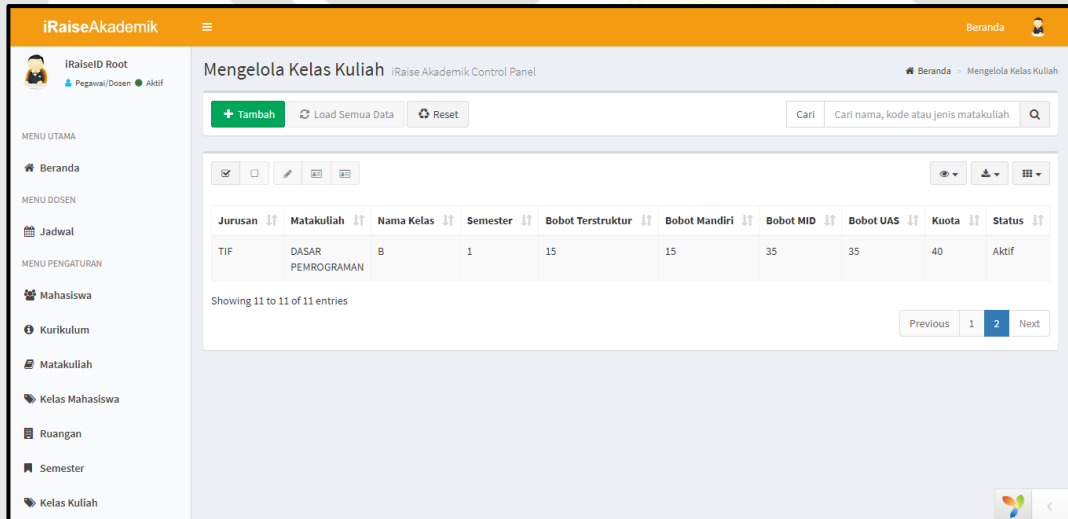 iRaiseAkademik
Beranda
iRaiseID Root
Pegawai/Dosen Aktif
MENU UTAMA
Beranda
MENU DOSEN
Jadwal
MENU PENGATURAN
Mahasiswa
Kurikulum
Matakuliah
Kelas Mahasiswa
Ruangan
Semester
Kelas Kuliah
Mengelola Kelas Kuliah iRaise Akademik Control Panel
Beranda > Mengelola Kelas Kuliah
+ Tambah Load Semua Data Reset
Cari Cari nama, kode atau jenis matakuliah
Jurusan Matakuliah Nama Kelas Semester Bobot Terstruktur Bobot Mandiri Bobot MID Bobot UAS Kuota Status
TIF DASAR B 1 15 15 35 35 40 Aktif
PEMROGRAMAN
Showing 11 to 11 of 11 entries
Previous 1 2 Next